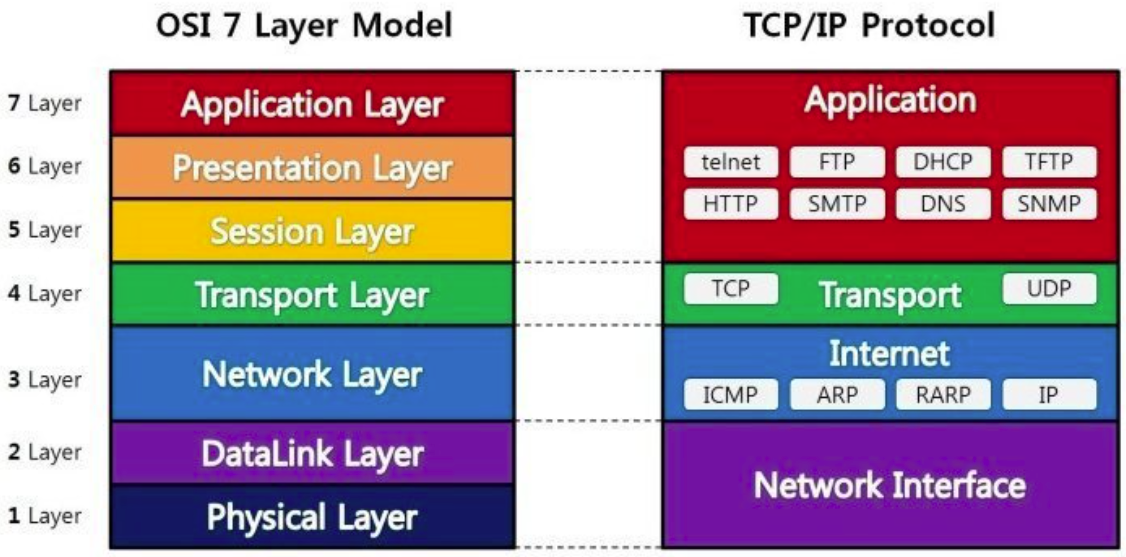 OSI 7 Layer Model
TCP/IP Protocol
7 Layer
Application Layer
6 Layer
Presentation Layer
5 Layer
Session Layer
4 Layer
Transport Layer
3 Layer
Network Layer
2 Layer
DataLink Layer
1 Layer
Physical Layer
Application
telnet FTP DHCP TFTP
HTTP SMTP DNS SNMP
TCP Transport UDP
Internet
ICMP ARP RARP IP
Network Interface